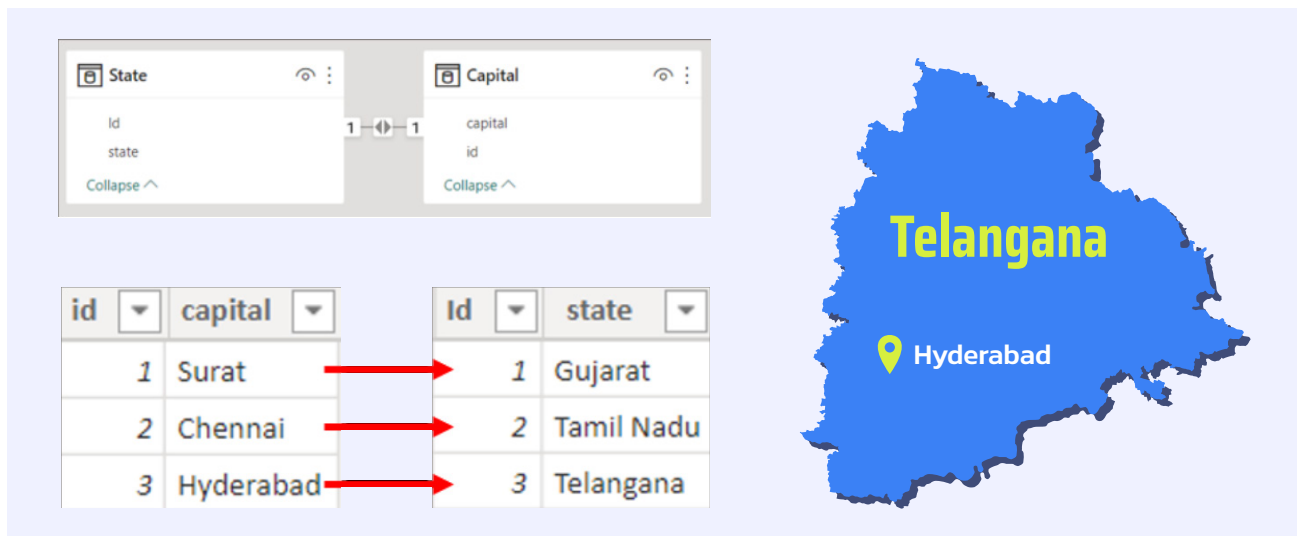 State
Id
state
Collapse
1
1
Capital
capital
id
Collapse
id capital
1 Surat
2 Chennai
3 Hyderabad
Id state
1 Gujarat
2 Tamil Nadu
3 Telangana
Telangana
Hyderabad